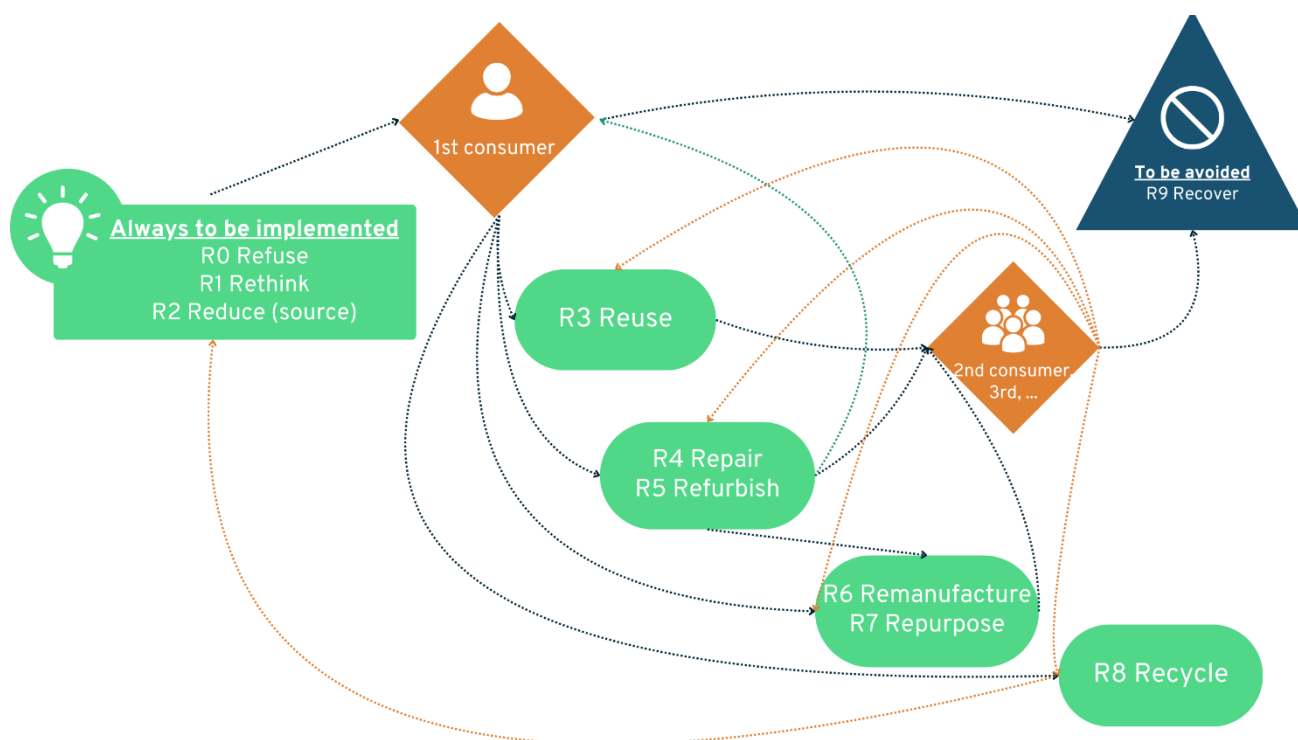 1st consumer
To be avoided
R9 Recover
Always to be implemented
R0 Refuse
R1 Rethink
R2 Reduce (source)
R3 Reuse
2nd consumer,
3rd, ...
R4 Repair
R5 Refurbish
R6 Remanufacture
R7 Repurpose
R8 Recycle